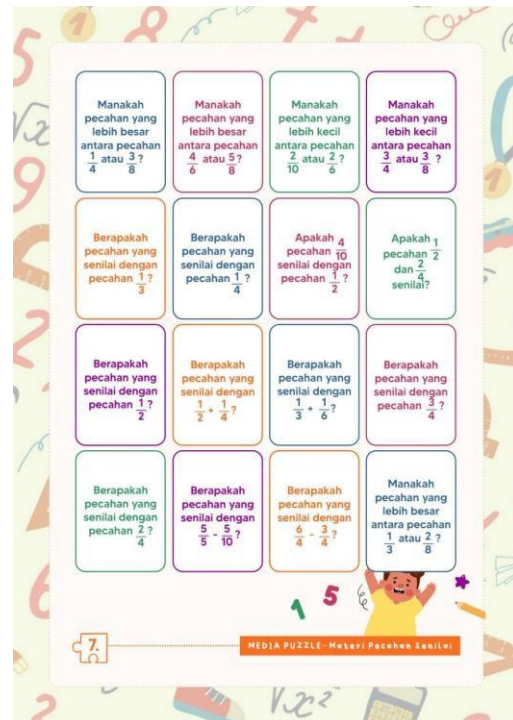 Manakah
pecahan yang
lebih besar
antara pecahan
1/4 atau 3/8 ?
Manakah
pecahan yang
lebih besar
antara pecahan
4/6 atau 5/8 ?
Manakah
pecahan yang
lebih kecil
antara pecahan
2/10 atau 2/6 ?
Manakah
pecahan yang
lebih kecil
antara pecahan
3/4 atau 3/8 ?
Berapakah
pecahan yang
senilai dengan
pecahan 1/3 ?
Berapakah
pecahan yang
senilai dengan
pecahan 1/4 ?
Apakah
pecahan 4/10
senilai dengan
pecahan 1/2 ?
Apakah
pecahan 1/2
dan 2/4
senilai?
Berapakah
pecahan yang
senilai dengan
pecahan 1/2 ?
Berapakah
pecahan yang
senilai dengan
1/2 + 1/4 ?
Berapakah
pecahan yang
senilai dengan
1/3 + 1/6 ?
Berapakah
pecahan yang
senilai dengan
pecahan 3/4 ?
Berapakah
pecahan yang
senilai dengan
pecahan 2/4 ?
Berapakah
pecahan yang
senilai dengan
5/5 - 5/10 ?
Berapakah
pecahan yang
senilai dengan
6/4 - 3/4 ?
Manakah
pecahan yang
lebih besar
antara pecahan
1/3 atau 2/8 ?
1 5
7.
MEDIA PUZZLE-Materi Pecahan Senilai